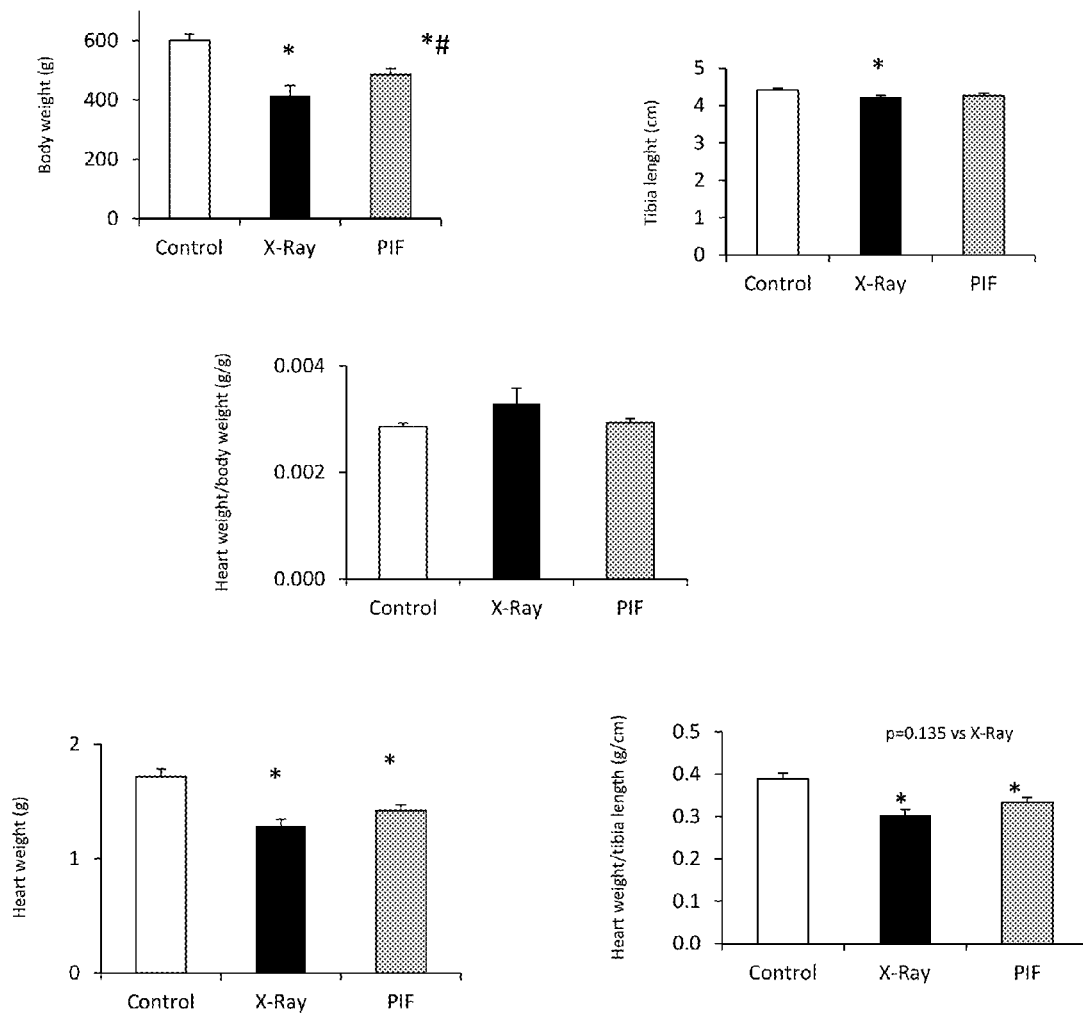 Body weight (g)
600
400
200
0
*
*#
Control X-Ray PIF
Tibia lenght (cm)
5
4
3
2
1
0
*
Control X-Ray PIF
Heart weight/body weight (g/g)
0.004
0.002
0.000
Control X-Ray PIF
Heart weight (g)
2
1
0
*
*
Control X-Ray PIF
Heart weight/tibia length (g/cm)
0.5
0.4
0.3
0.2
0.1
0.0
p=0.135 vs X-Ray
*
*
Control X-Ray PIF